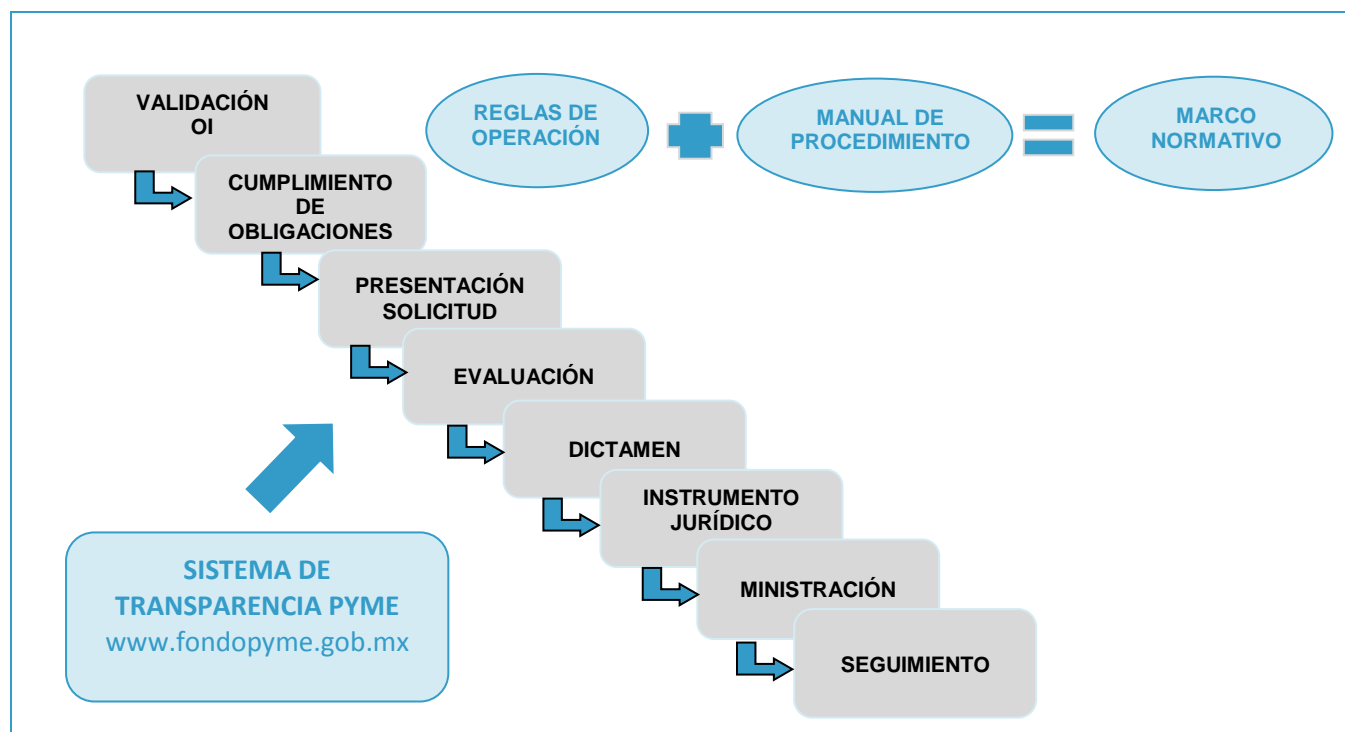 VALIDACIÓN
OI
REGLAS DE
OPERACIÓN
MANUAL DE
PROCEDIMIENTO
MARCO
NORMATIVO
CUMPLIMIENTO
DE
OBLIGACIONES
PRESENTACIÓN
SOLICITUD
EVALUACIÓN
DICTAMEN
INSTRUMENTO
JURÍDICO
MINISTRACIÓN
SEGUIMIENTO
SISTEMA DE
TRANSPARENCIA PYME
www.fondopyme.gob.mx